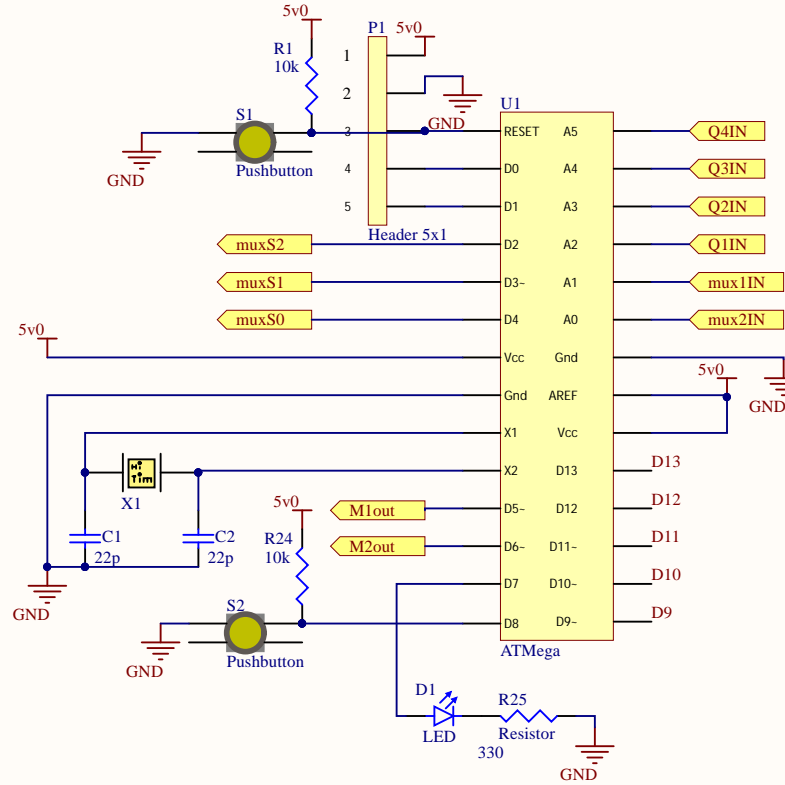 5v0
P1
5v0
R1
10k
1
2
GND
S1
3
4
5
Pushbutton
GND
Header 5x1
U1
RESET
A5
Q4IN
D0
A4
Q3IN
D1
A3
Q2IN
muxS2
D2
A2
Q1IN
muxS1
D3~
A1
mux1IN
muxS0
D4
A0
mux2IN
5v0
Vcc
Gnd
GND
5v0
Gnd
AREF
X1
Vcc
X2
D13
D13
Hi
Tim
X1
M1out
D5~
D12
D12
C1
22p
C2
22p
5v0
R24
10k
M2out
D6~
D11~
D11
GND
D7
D10~
D10
S2
D8
D9~
D9
GND
Pushbutton
ATMega
D1
LED
R25
Resistor
330
GND